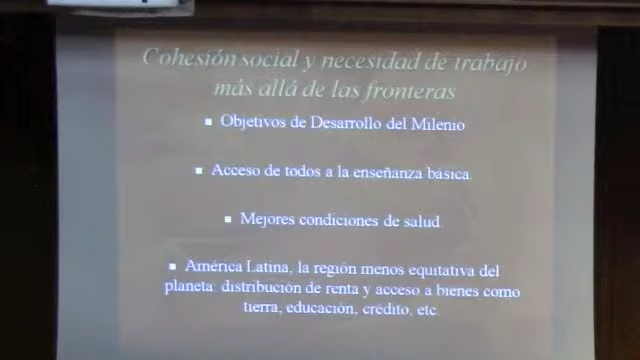 Cohesión social y necesidad de trabajo
más allá de las fronteras
▪ Objetivos de Desarrollo del Milenio
▪ Acceso de todos a la enseñanza básica.
▪ Mejores condiciones de salud.
▪ América Latina, la región menos equitativa del
planeta: distribución de renta y acceso a bienes como
tierra, educación, crédito, etc.